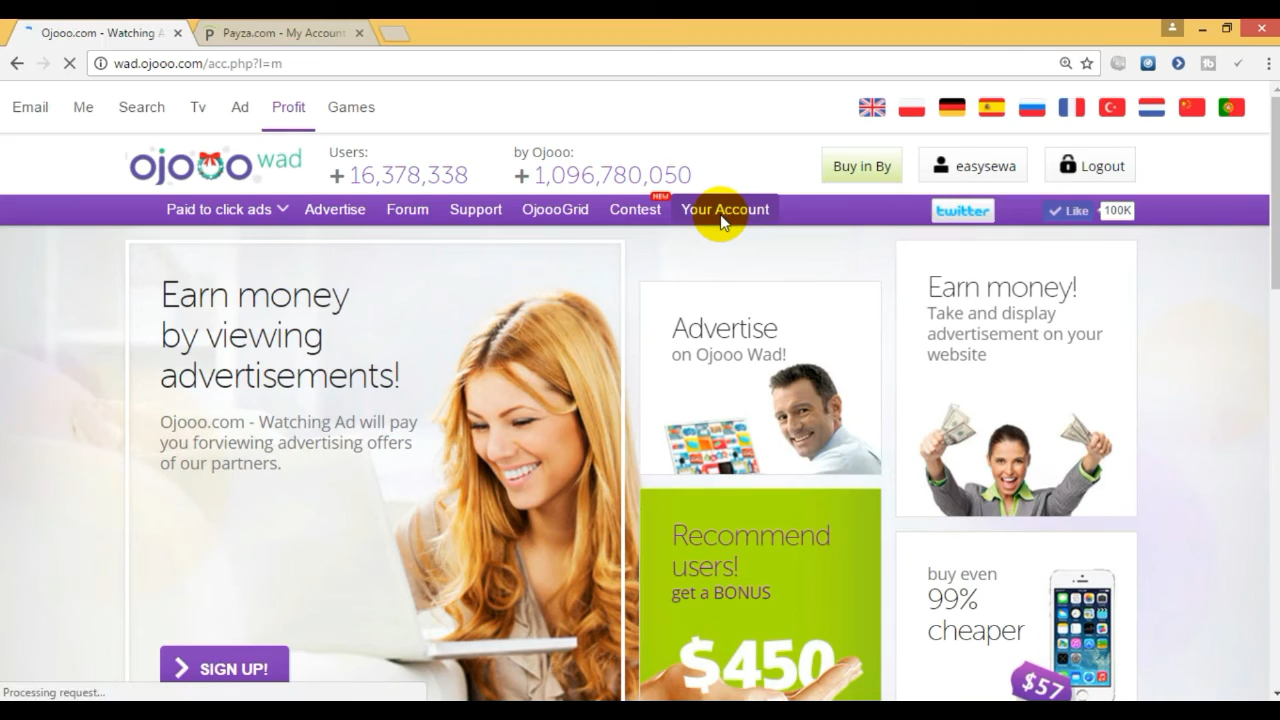 Ojooo.com - Watching A
Payza.com - My Account
wad.ojooo.com/acc.php?l=m
Email Me Search Tv Ad Profit Games
ojooo wad
Users:
+ 16,378,338
by Ojooo:
+ 1,096,780,050
Buy in By
easysewa
Logout
Paid to click ads Advertise Forum Support OjoooGrid Contest NEW Your Account
twitter
Like 100K
Earn money
by viewing
advertisements!
Ojooo.com - Watching Ad will pay
you forviewing advertising offers
of our partners.
SIGN UP!
Advertise
on Ojooo Wad!
Recommend
users!
get a BONUS
$450
Earn money!
Take and display
advertisement on your
website
buy even
99%
cheaper
$57
Processing request...